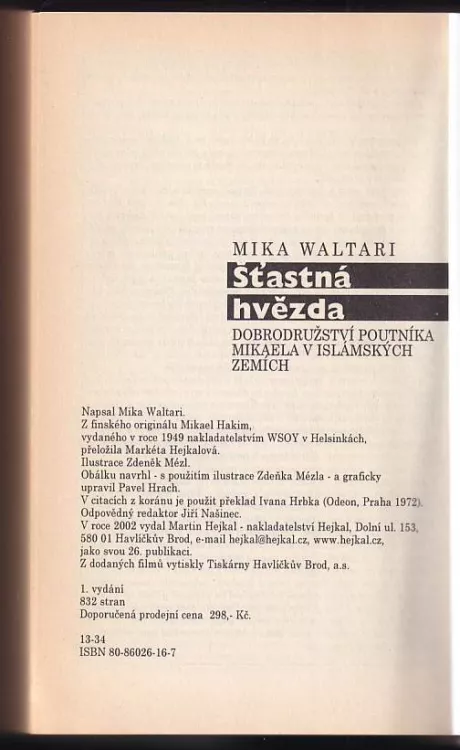 MIKA WALTARI
Šťastná
hvězda
DOBRODRUŽSTVÍ POUTNÍKA
MIKAELA V ISLÁMSKÝCH
ZEMÍCH
Napsal Mika Waltari.
Z finského originálu Mikael Hakim,
vydaného v roce 1949 nakladatelstvím WSOY v Helsinkách,
přeložila Markéta Hejkalová.
Ilustrace Zdeněk Mézl.
Obálku navrhl - s použitím ilustrace Zdeňka Mézla - a graficky
upravil Pavel Hrach.
V citacích z koránu je použit překlad Ivana Hrbka (Odeon, Praha 1972).
Odpovědný redaktor Jiří Našinec.
V roce 2002 vydal Martin Hejkal - nakladatelství Hejkal, Dolní ul. 153,
580 01 Havlíčkův Brod, e-mail hejkal@hejkal.cz, www.hejkal.cz,
jako svou 26. publikaci.
Z dodaných filmů vytiskly Tiskárny Havlíčkův Brod, a.s.
1. vydání
832 stran
Doporučená prodejní cena 298,- Kč.
13-34
ISBN 80-86026-16-7